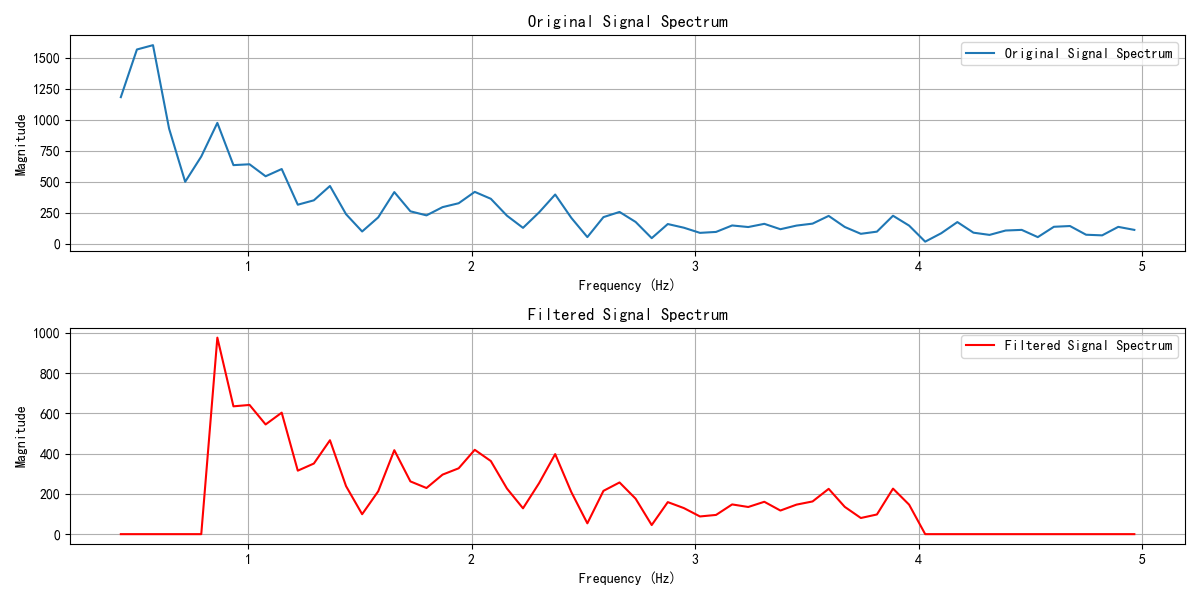 Original Signal Spectrum
Original Signal Spectrum
Magnitude
1500
1250
1000
750
500
250
0
1 2 3 4 5
Frequency (Hz)
Filtered Signal Spectrum
Filtered Signal Spectrum
Magnitude
1000
800
600
400
200
0
1 2 3 4 5
Frequency (Hz)